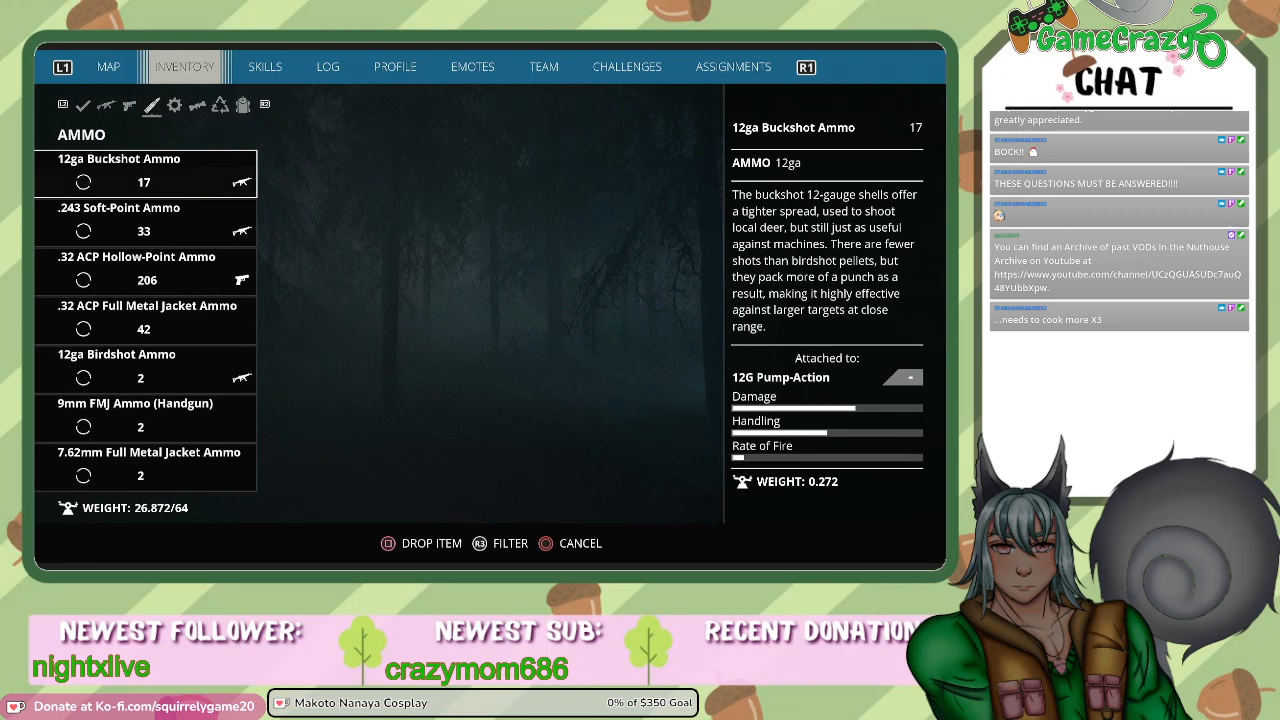 L1 MAP INVENTORY SKILLS LOG PROFILE EMOTES TEAM CHALLENGES ASSIGNMENTS R1
AMMO
12ga Buckshot Ammo
17
.243 Soft-Point Ammo
33
.32 ACP Hollow-Point Ammo
206
.32 ACP Full Metal Jacket Ammo
42
12ga Birdshot Ammo
2
9mm FMJ Ammo (Handgun)
2
7.62mm Full Metal Jacket Ammo
2
WEIGHT: 26.872/64
12ga Buckshot Ammo 17
AMMO 12ga
The buckshot 12-gauge shells offer
a tighter spread, used to shoot
local deer, but still just as useful
against machines. There are fewer
shots than birdshot pellets, but
they pack more of a punch as a
result, making it highly effective
against larger targets at close
range.
Attached to:
12G Pump-Action
Damage
Handling
Rate of Fire
WEIGHT: 0.272
DROP ITEM R3 FILTER CANCEL
GameCrazy
20
CHAT
greatly appreciated.
BOCK!!
THESE QUESTIONS MUST BE ANSWERED!!!!
You can find an Archive of past VODs In the Nuthouse
Archive on Youtube at
https://www.youtube.com/channel/UCzQGUASUDc7auQ
48YUbbXpw.
...needs to cook more X3
NEWEST FOLLOWER: NEWEST SUB: RECENT DONATION
nightxlive crazymom686
Donate at Ko-fi.com/squirrelygame20
Makoto Nanaya Cosplay 0% of $350 Goal